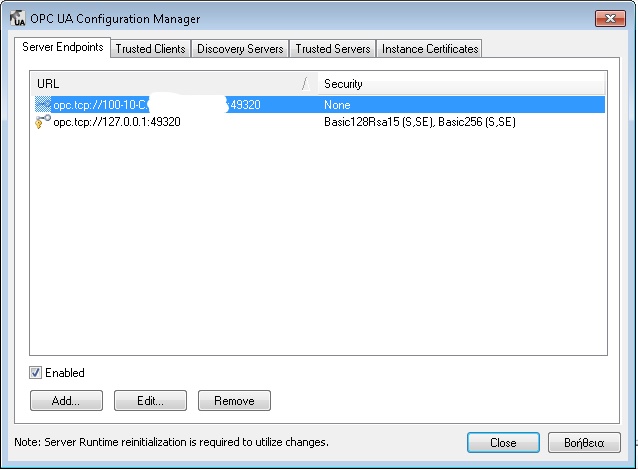 OPC UA Configuration Manager
Server Endpoints Trusted Clients Discovery Servers Trusted Servers Instance Certificates
URL Security
opc.tcp://100-10-C :49320 None
opc.tcp://127.0.0.1:49320 Basic128Rsa15 (S,SE), Basic256 (S,SE)
Enabled
Add... Edit... Remove
Note: Server Runtime reinitialization is required to utilize changes. Close Βοήθεια